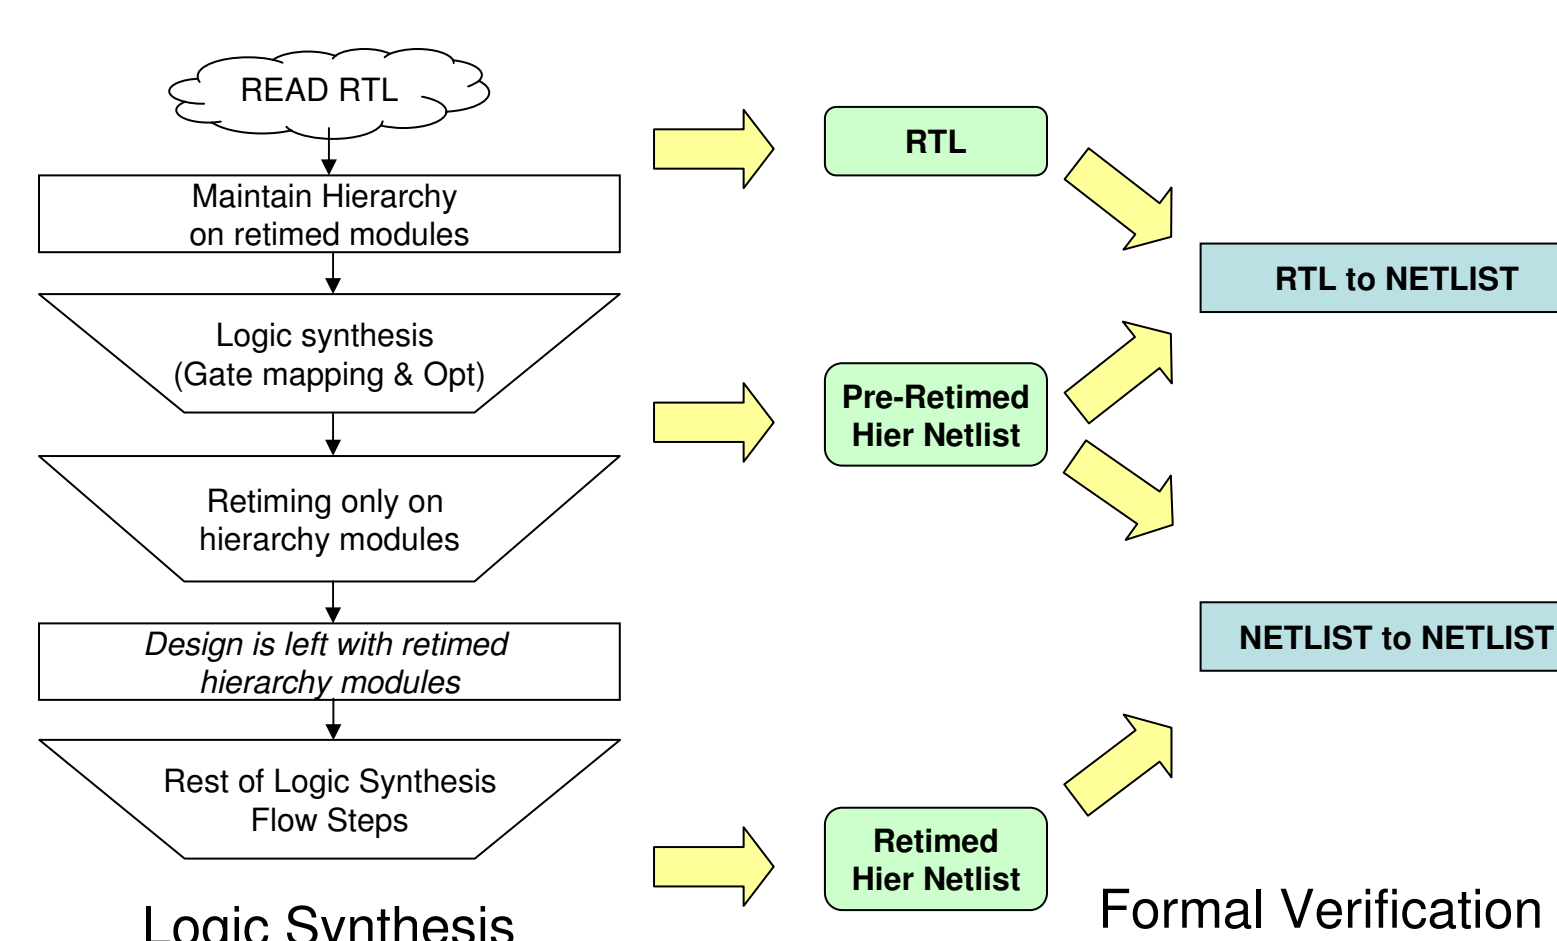 READ RTL
Maintain Hierarchy
on retimed modules
Logic synthesis
(Gate mapping & Opt)
Retiming only on
hierarchy modules
Design is left with retimed
hierarchy modules
Rest of Logic Synthesis
Flow Steps
Logic Synthesis
RTL
Pre-Retimed
Hier Netlist
Retimed
Hier Netlist
RTL to NETLIST
NETLIST to NETLIST
Formal Verification